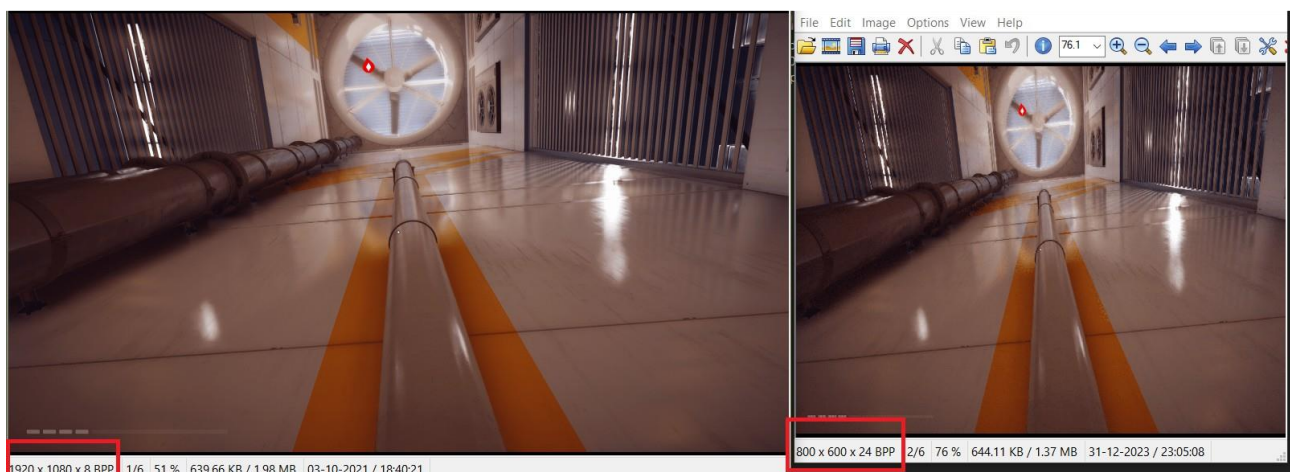 File Edit Image Options View Help
76.1
1920 x 1080 x 8 BPP 1/6 51 % 639.66 KB / 1.98 MB 03-10-2021 / 18:40:21
800 x 600 x 24 BPP 2/6 76 % 644.11 KB / 1.37 MB 31-12-2023 / 23:05:08